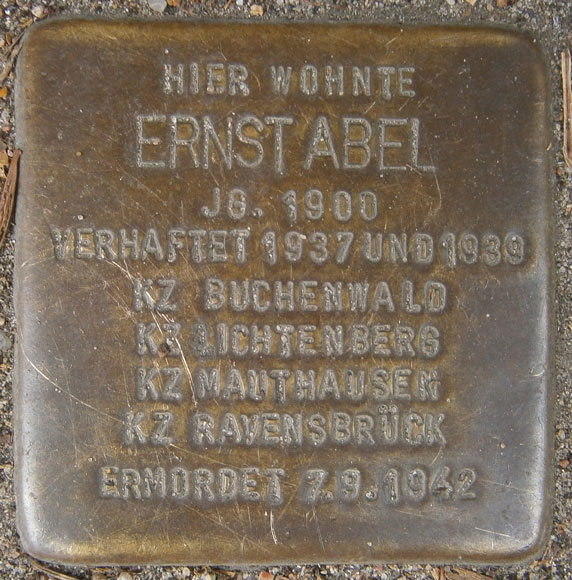 HIER WOHNTE
ERNST ABEL
JG. 1900
VERHAFTET 1937 UND 1939
KZ BUCHENWALD
KZ LICHTENBERG
KZ MAUTHAUSEN
KZ RAVENSBRÜCK
ERMORDET 7.9.1942